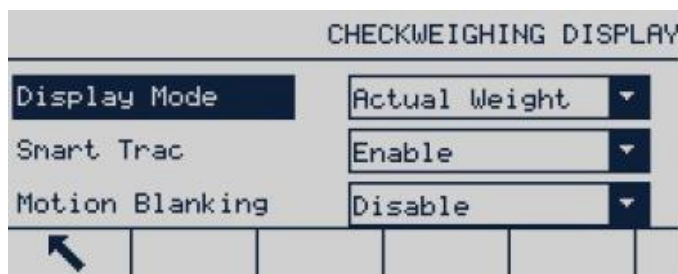 CHECKWEIGHING DISPLAY
Display Mode Actual Weight
Smart Trac Enable
Motion Blanking Disable